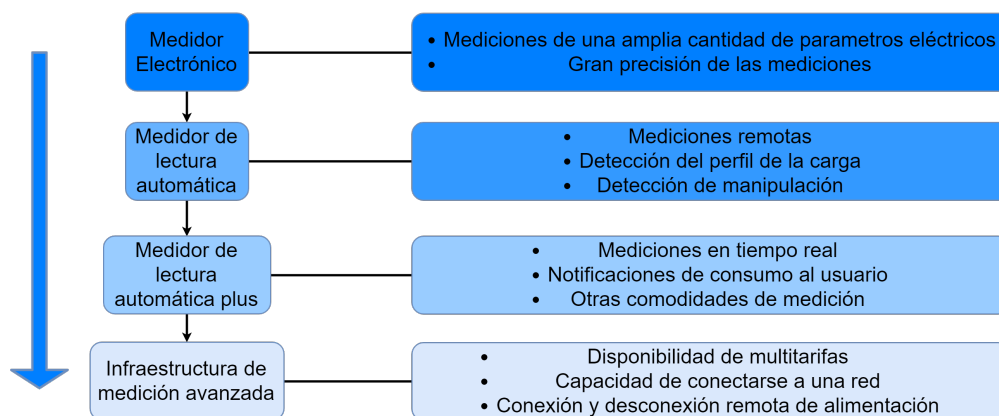 Medidor
Electrónico
• Mediciones de una amplia cantidad de parametros eléctricos
• Gran precisión de las mediciones
Medidor de
lectura
automática
• Mediciones remotas
• Detección del perfil de la carga
• Detección de manipulación
Medidor de
lectura
automática plus
• Mediciones en tiempo real
• Notificaciones de consumo al usuario
• Otras comodidades de medición
Infraestructura de
medición avanzada
• Disponibilidad de multitarifas
• Capacidad de conectarse a una red
• Conexión y desconexión remota de alimentación